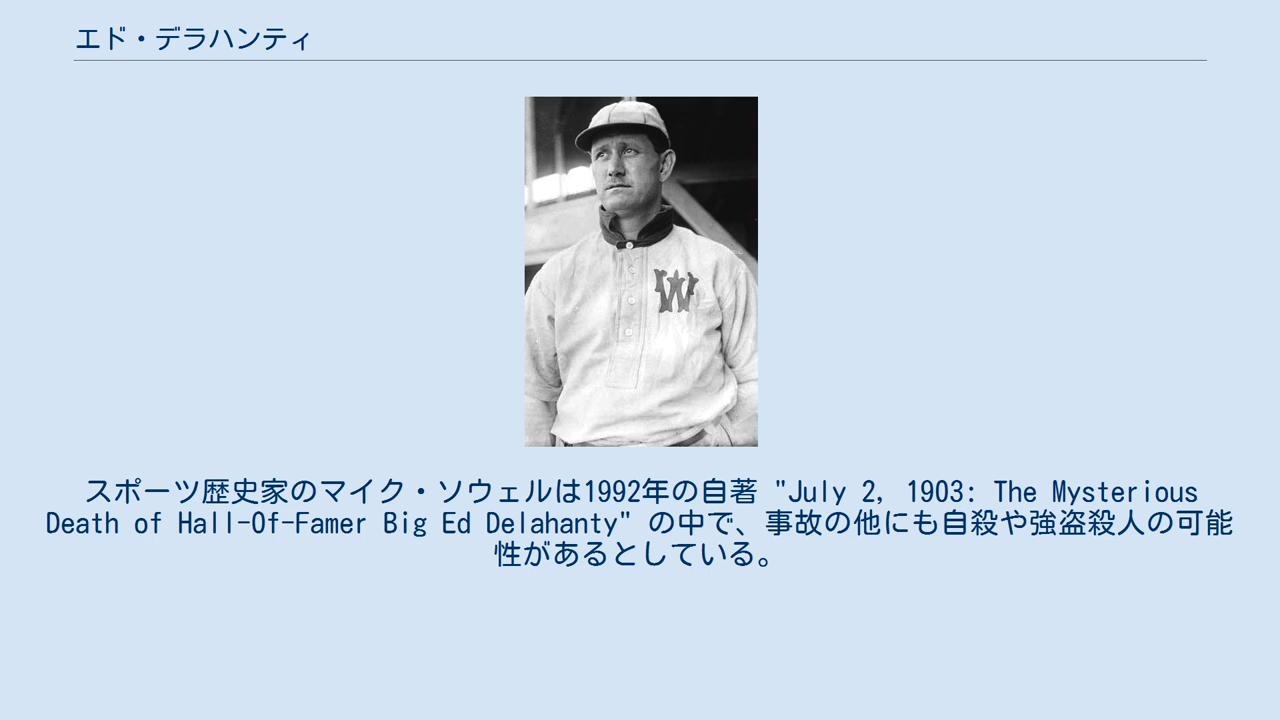 エド・デラハンティ
W
スポーツ歴史家のマイク・ソウェルは1992年の自著 "July 2, 1903: The Mysterious
Death of Hall-Of-Famer Big Ed Delahanty" の中で、事故の他にも自殺や強盗殺人の可能
性があるとしている。